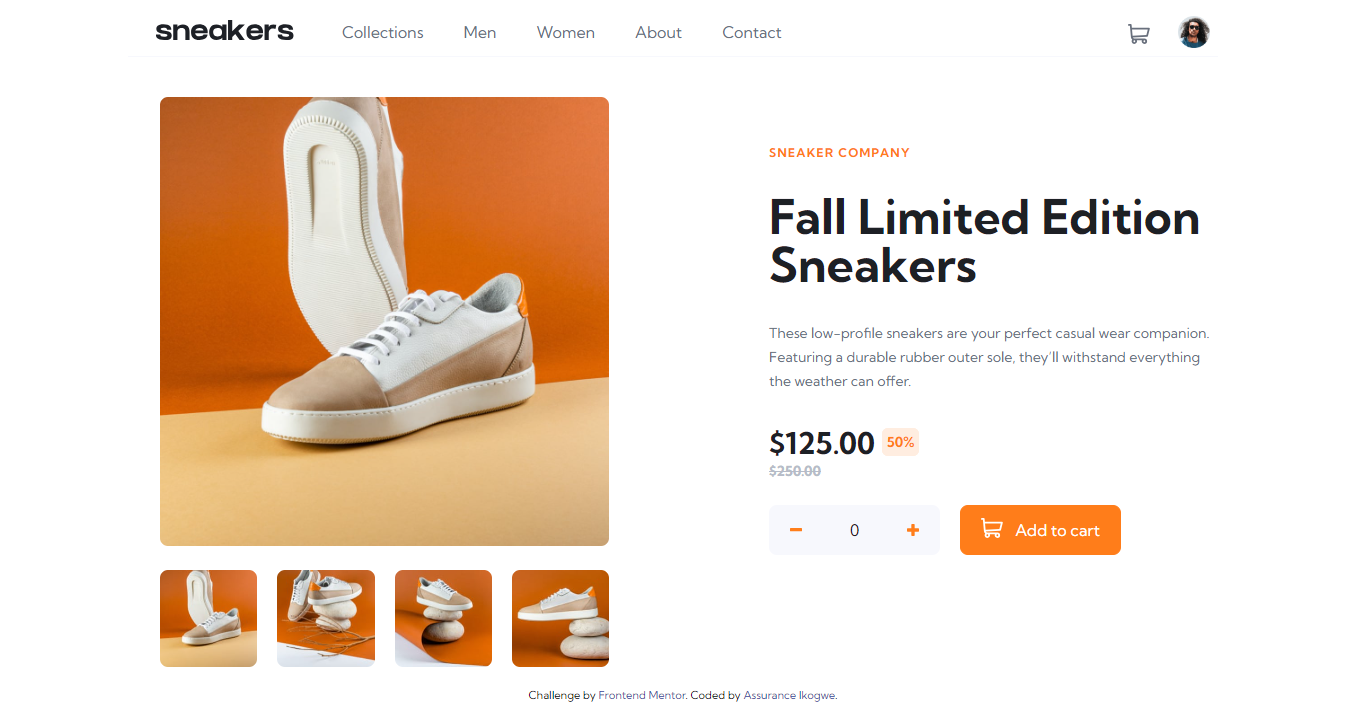 sneakers Collections Men Women About Contact
SNEAKER COMPANY
Fall Limited Edition
Sneakers
These low-profile sneakers are your perfect casual wear companion.
Featuring a durable rubber outer sole, they'll withstand everything
the weather can offer.
$125.00 50%
$250.00
0 Add to cart
Challenge by Frontend Mentor. Coded by Assurance Ikogwe.